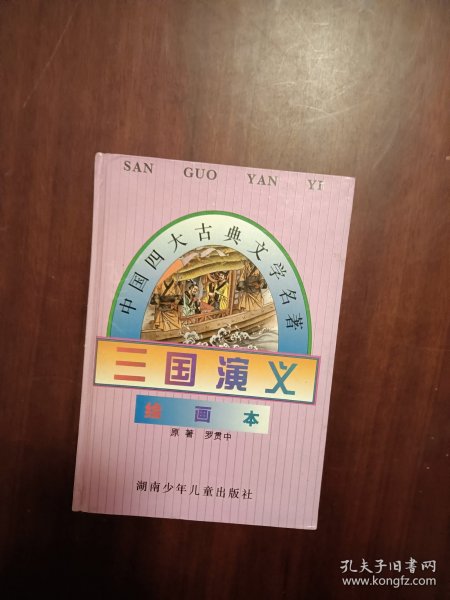 SAN GUO YAN YI
中国四大古典文学名著
三国演义
绘画本
原著 罗贯中
湖南少年儿童出版社
孔夫子旧书网
www.kongfz.com